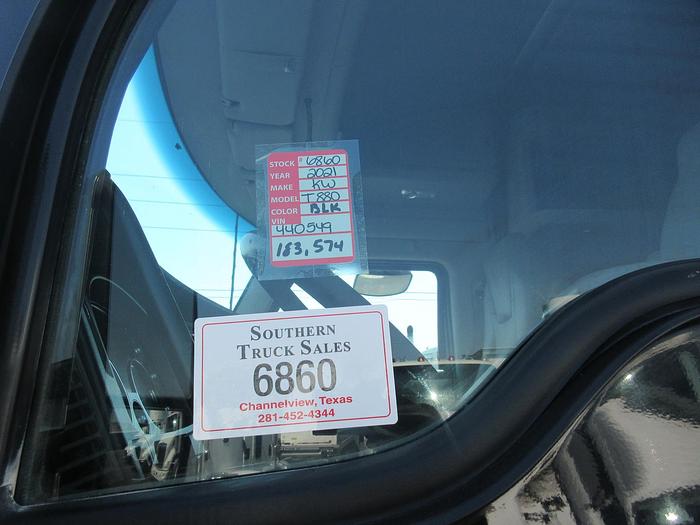 STOCK # 6860
YEAR 2021
MAKE KW
MODEL T880
COLOR BLK
VIN
440549
183,574
SOUTHERN
TRUCK SALES
6860
Channelview, Texas
281-452-4344